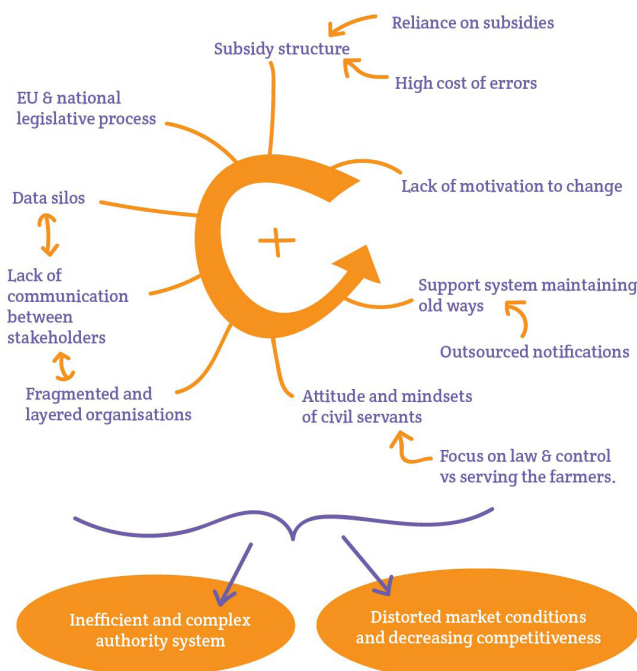 Reliance on subsidies
Subsidy structure
High cost of errors
EU & national
legislative process
Lack of motivation to change
Data silos
Lack of
communication
between
stakeholders
Support system maintaining
old ways
Outsourced notifications
Fragmented and
layered organisations
Attitude and mindsets
of civil servants
Focus on law & control
vs serving the farmers.
Inefficient and complex
authority system
Distorted market conditions
and decreasing competitiveness